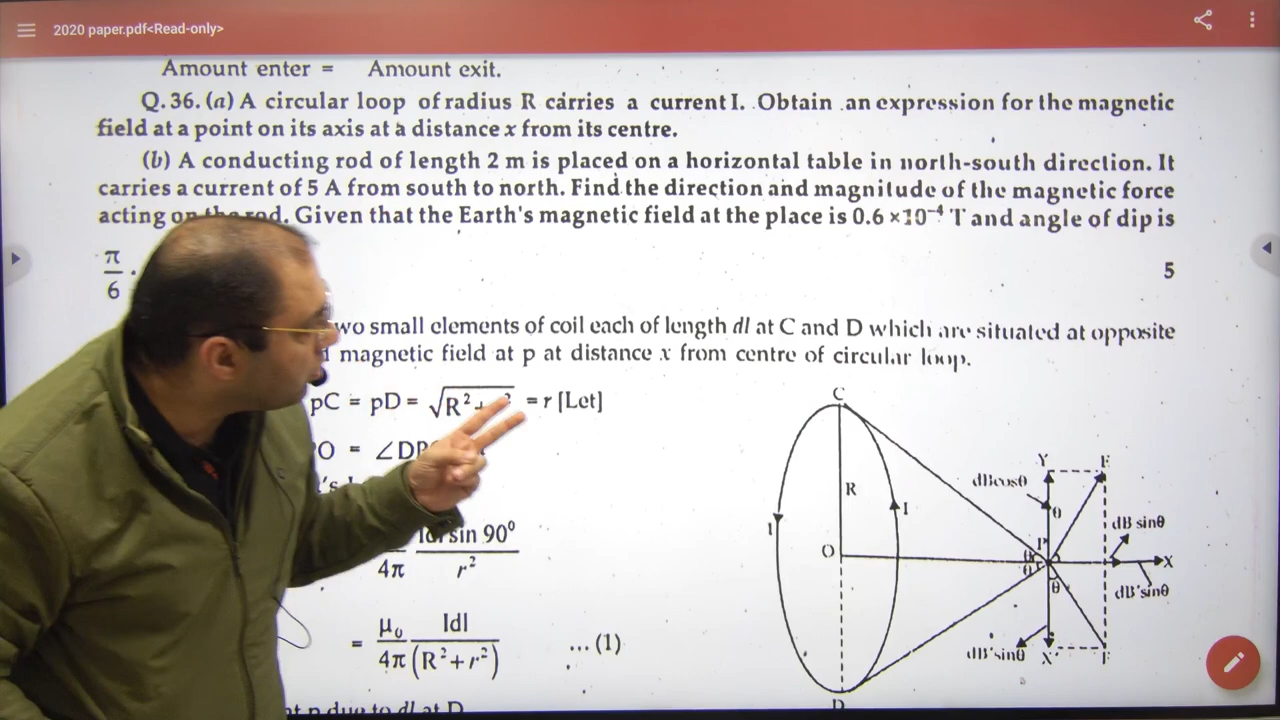 2020 paper.pdf<Read-only>
Amount enter = Amount exit.
Q. 36. (a) A circular loop of radius R carries a current I. Obtain an expression for the magnetic
field at a point on its axis at a distance x from its centre.
(b) A conducting rod of length 2 m is placed on a horizontal table in north-south direction. It
carries a current of 5 A from south to north. Find the direction and magnitude of the magnetic force
acting on the rod. Given that the Earth's magnetic field at the place is 0.6 ×10⁻⁴ T and angle of dip is
π/6 . 5
wo small elements of coil each of length dl at C and D which are situated at opposite
magnetic field at p at distance x from centre of circular loop.
pC = pD = √R² = r [Let]
O = ∠DP
sin 90°
4π r²
= μ₀/4π Idl/(R²+r²) ... (1)
t p due to dl at D
C
R
I
I
O
D
Y
E
dBcosθ
θ
P
dB sinθ
X
dB'sinθ
θ
dB'sinθ
X'
F